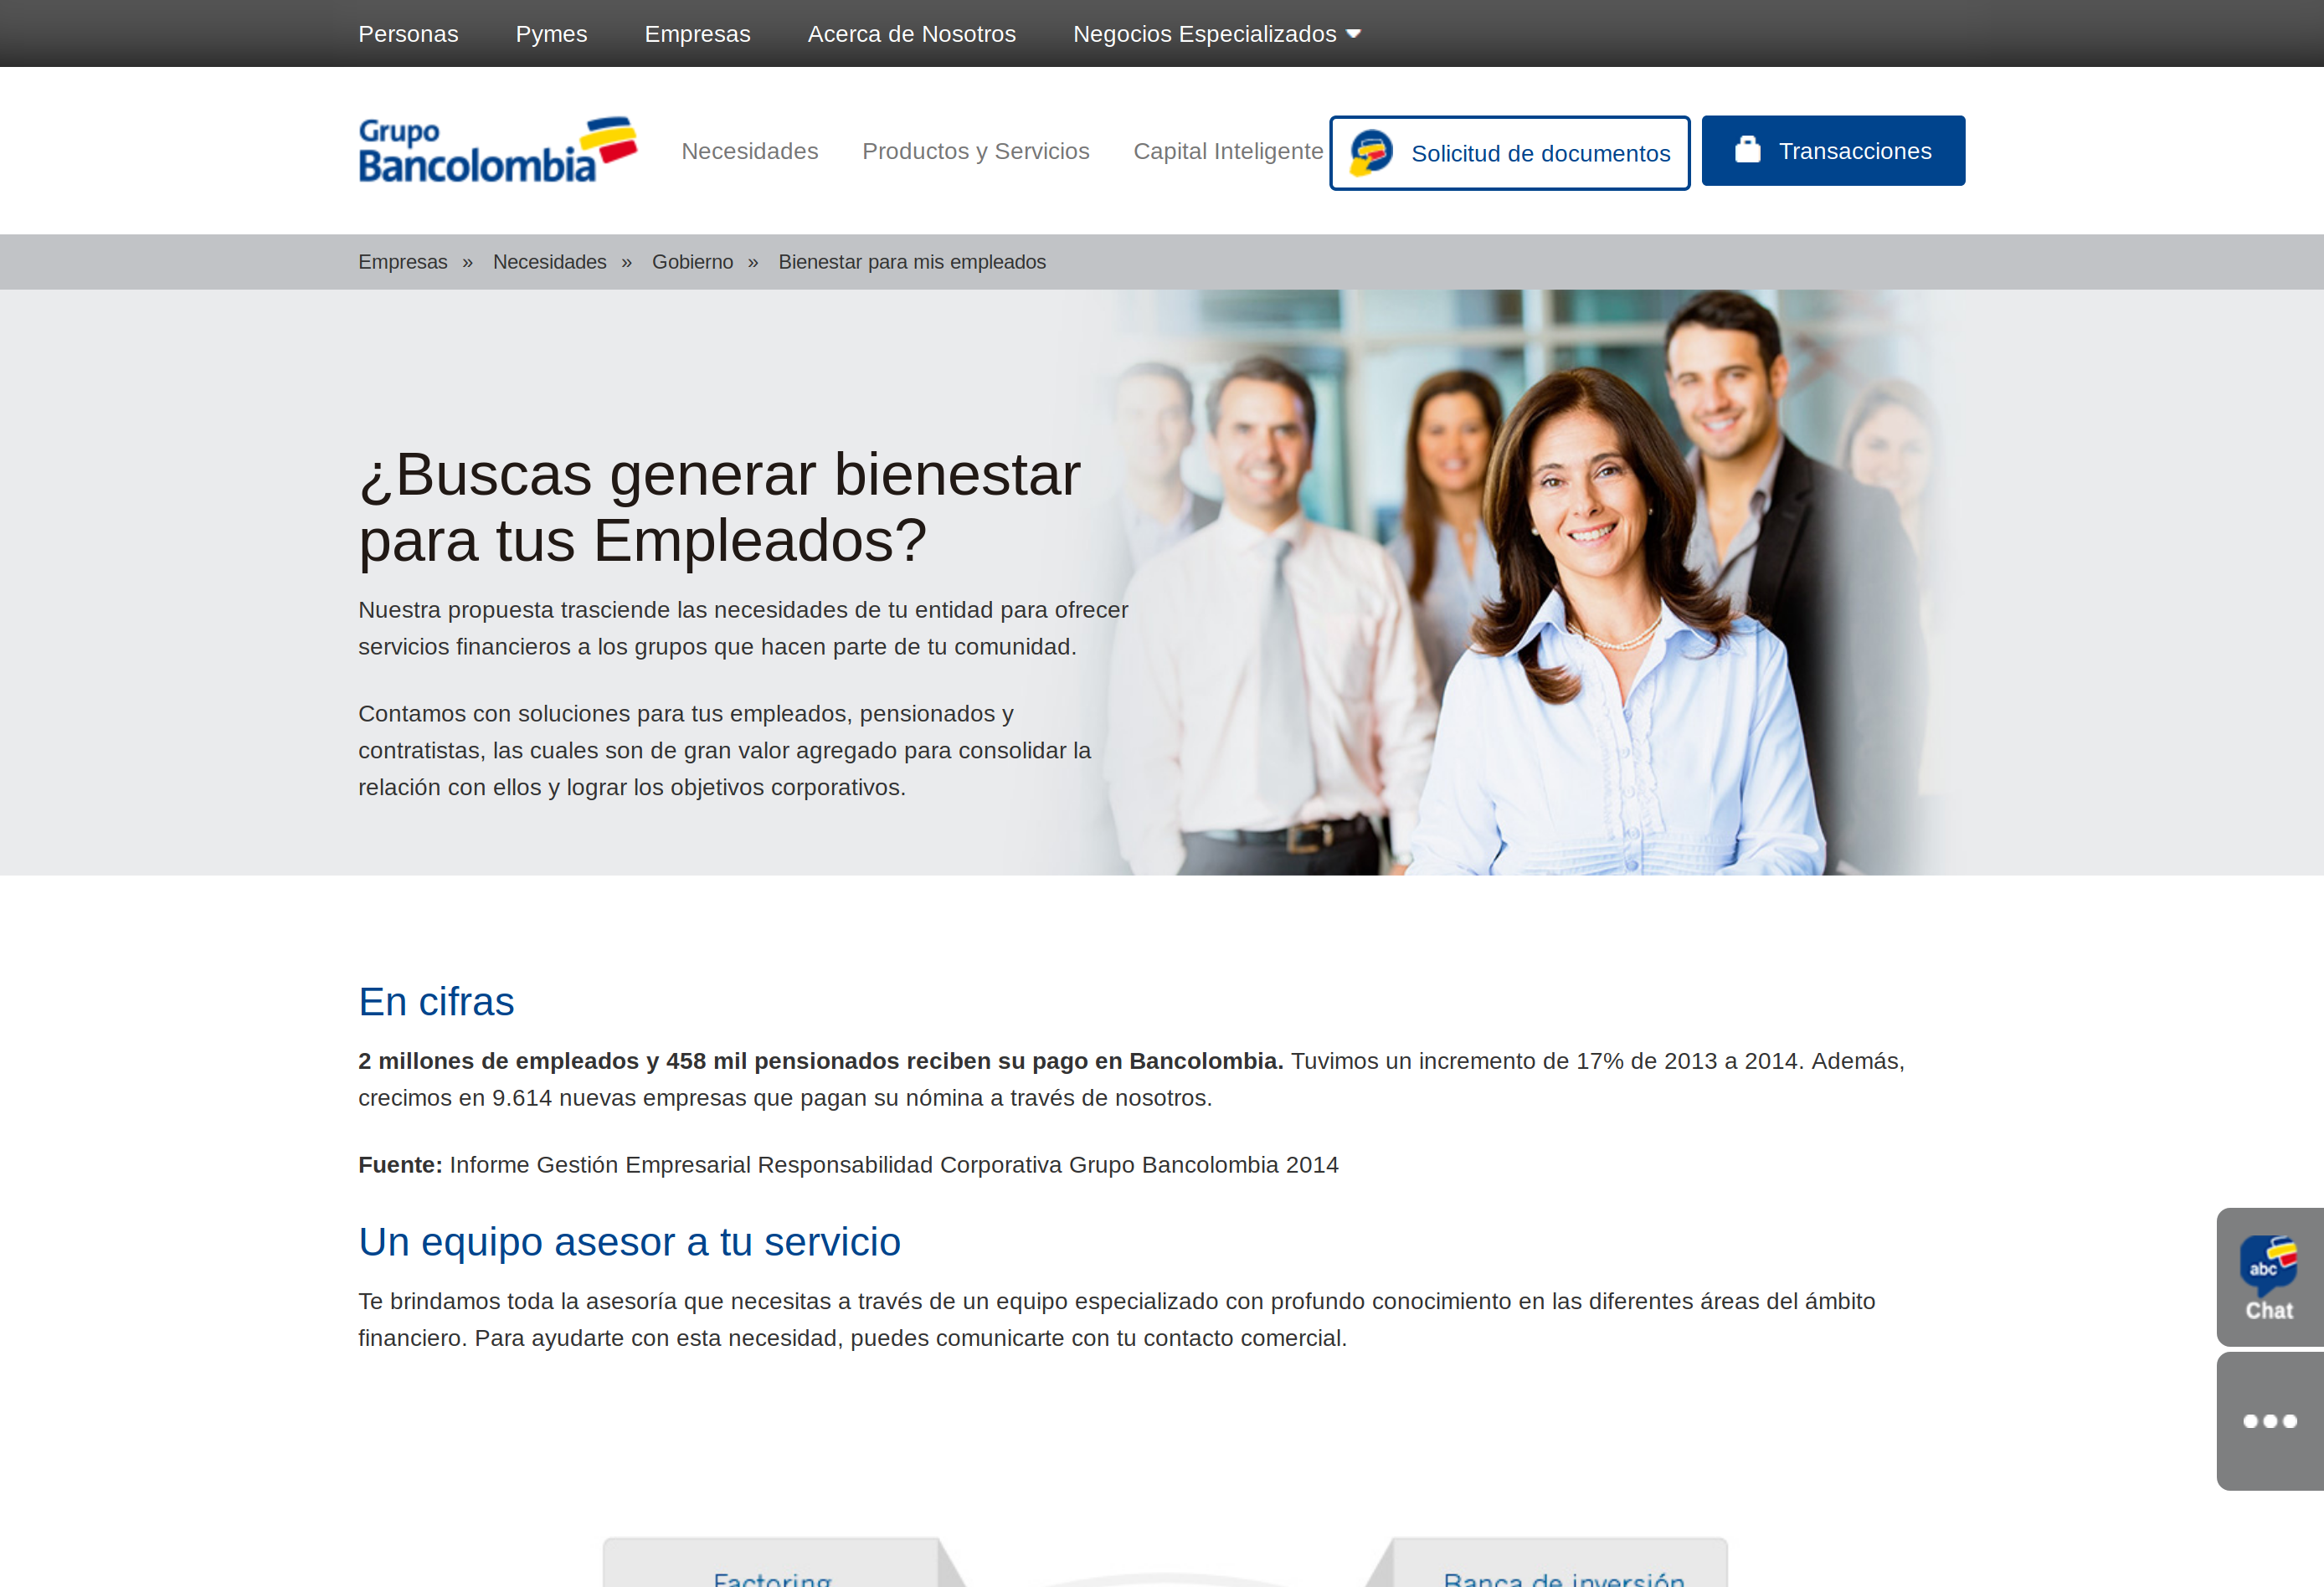 Personas Pymes Empresas Acerca de Nosotros Negocios Especializados
Grupo
Bancolombia
Necesidades Productos y Servicios Capital Inteligente Solicitud de documentos Transacciones
Empresas » Necesidades » Gobierno » Bienestar para mis empleados
¿Buscas generar bienestar
para tus Empleados?
Nuestra propuesta trasciende las necesidades de tu entidad para ofrecer
servicios financieros a los grupos que hacen parte de tu comunidad.
Contamos con soluciones para tus empleados, pensionados y
contratistas, las cuales son de gran valor agregado para consolidar la
relación con ellos y lograr los objetivos corporativos.
En cifras
2 millones de empleados y 458 mil pensionados reciben su pago en Bancolombia. Tuvimos un incremento de 17% de 2013 a 2014. Además,
crecimos en 9.614 nuevas empresas que pagan su nómina a través de nosotros.
Fuente: Informe Gestión Empresarial Responsabilidad Corporativa Grupo Bancolombia 2014
Un equipo asesor a tu servicio
Te brindamos toda la asesoría que necesitas a través de un equipo especializado con profundo conocimiento en las diferentes áreas del ámbito
financiero. Para ayudarte con esta necesidad, puedes comunicarte con tu contacto comercial.
abc
Chat
Factoring
Banca de inversión